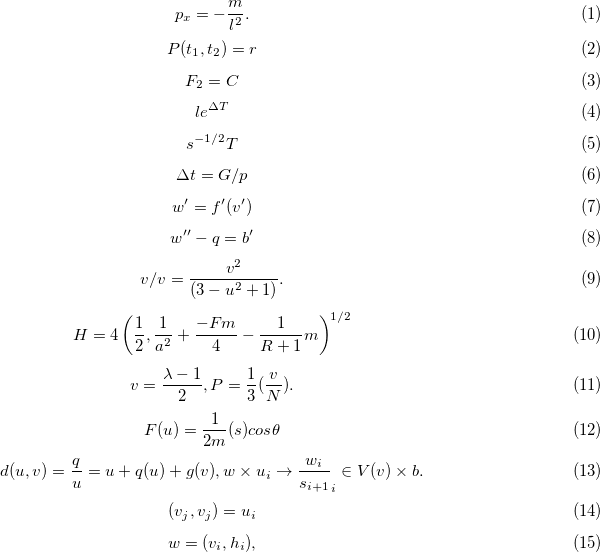 $p_x = -\frac{m}{l^2}.$ (1)
$P(t_1, t_2) = r$ (2)
$F_2 = C$ (3)
$le^{\Delta T}$ (4)
$s^{-1/2}T$ (5)
$\Delta t = G/p$ (6)
$w' = f'(v')$ (7)
$w'' - q = b'$ (8)
$v/v = \frac{v^2}{(3 - u^2 + 1)}.$ (9)
$H = 4\left(\frac{1}{2}, \frac{1}{a^2} + \frac{-Fm}{4} - \frac{1}{R+1}m\right)^{1/2}$ (10)
$v = \frac{\lambda - 1}{2}, P = \frac{1}{3}(\frac{v}{N}).$ (11)
$F(u) = \frac{1}{2m}(s)cos\theta$ (12)
$d(u, v) = \frac{q}{u} = u + q(u) + g(v), w \times u_i \rightarrow \frac{w_i}{s_{i+1}}_i \in V(v) \times b.$ (13)
$(v_j, v_j) = u_i$ (14)
$w = (v_i, h_i),$ (15)